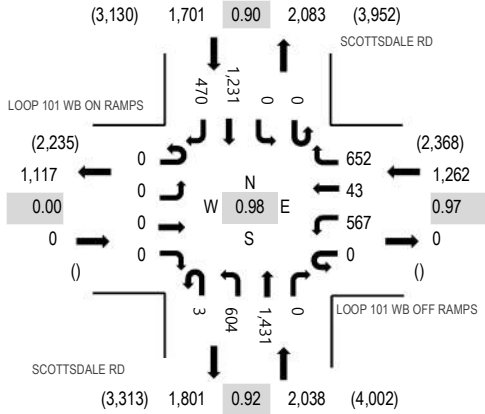 (3,130) 1,701 0.90 2,083 (3,952)
SCOTTSDALE RD
470 1,231 0 0
LOOP 101 WB ON RAMPS
(2,235) 0 652 (2,368)
1,117 1,262
0 N 43
0.00 W 0.98 E 0.97
0 S 567
0 0 0 0
() ()
3 604 1,431 0
LOOP 101 WB OFF RAMPS
SCOTTSDALE RD
(3,313) 1,801 0.92 2,038 (4,002)